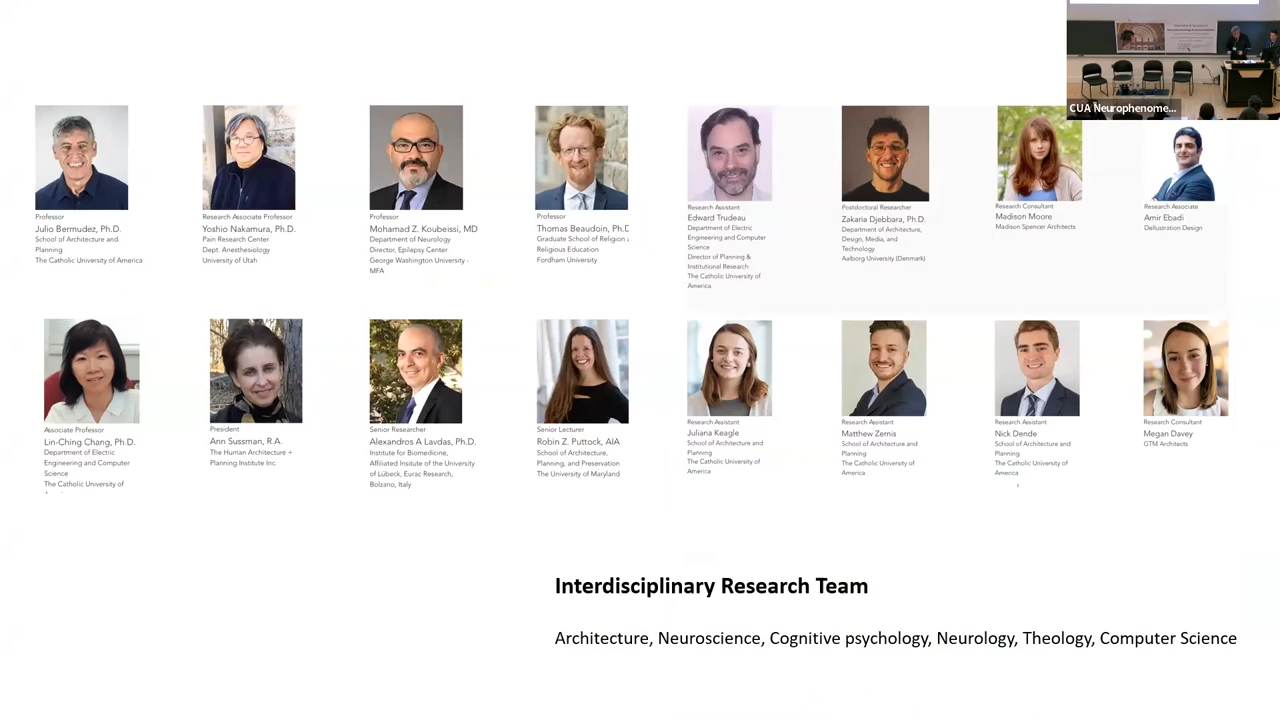 CUA Neurophenome...
Professor
Julio Bermudez, Ph.D.
School of Architecture and
Planning
The Catholic University of America
Research Associate Professor
Yoshio Nakamura, Ph.D.
Pain Research Center
Dept. Anesthesiology
University of Utah
Professor
Mohamad Z. Koubeissi, MD
Department of Neurology
Director, Epilepsy Center
George Washington University -
MFA
Professor
Thomas Beaudoin, Ph.D
Graduate School of Religion
Religious Education
Fordham University
Research Assistant
Edward Trudeau
Department of Electric
Engineering and Computer
Science
Director of Planning &
Institutional Research
The Catholic University of
America
Postdoctoral Researcher
Zakaria Djebbara, Ph.D.
Department of Architecture,
Design, Media, and
Technology
Aalborg University (Denmark)
Research Consultant
Madison Moore
Madison Spencer Architects
Research Associate
Amir Ebadi
Dallustration Design
Associate Professor
Lin-Ching Chang, Ph.D.
Department of Electric
Engineering and Computer
Science
The Catholic University of
President
Ann Sussman, R.A.
The Human Architecture +
Planning Institute Inc.
Senior Researcher
Alexandros A Lavdas, Ph.D.
Institute for Biomedicine,
Affiliated Insitute of the University
of Lübeck, Eurac Research,
Bolzano, Italy
Senior Lecturer
Robin Z. Puttock, AIA
School of Architecture,
Planning, and Preservation
The University of Maryland
Research Assistant
Juliana Keagle
School of Architecture and
Planning
The Catholic University of
America
Research Assistant
Matthew Zernis
School of Architecture and
Planning
The Catholic University of
America
Research Assistant
Nick Dende
School of Architecture and
Planning
The Catholic University of
America
Research Consultant
Megan Davey
GTM Architects
Interdisciplinary Research Team
Architecture, Neuroscience, Cognitive psychology, Neurology, Theology, Computer Science